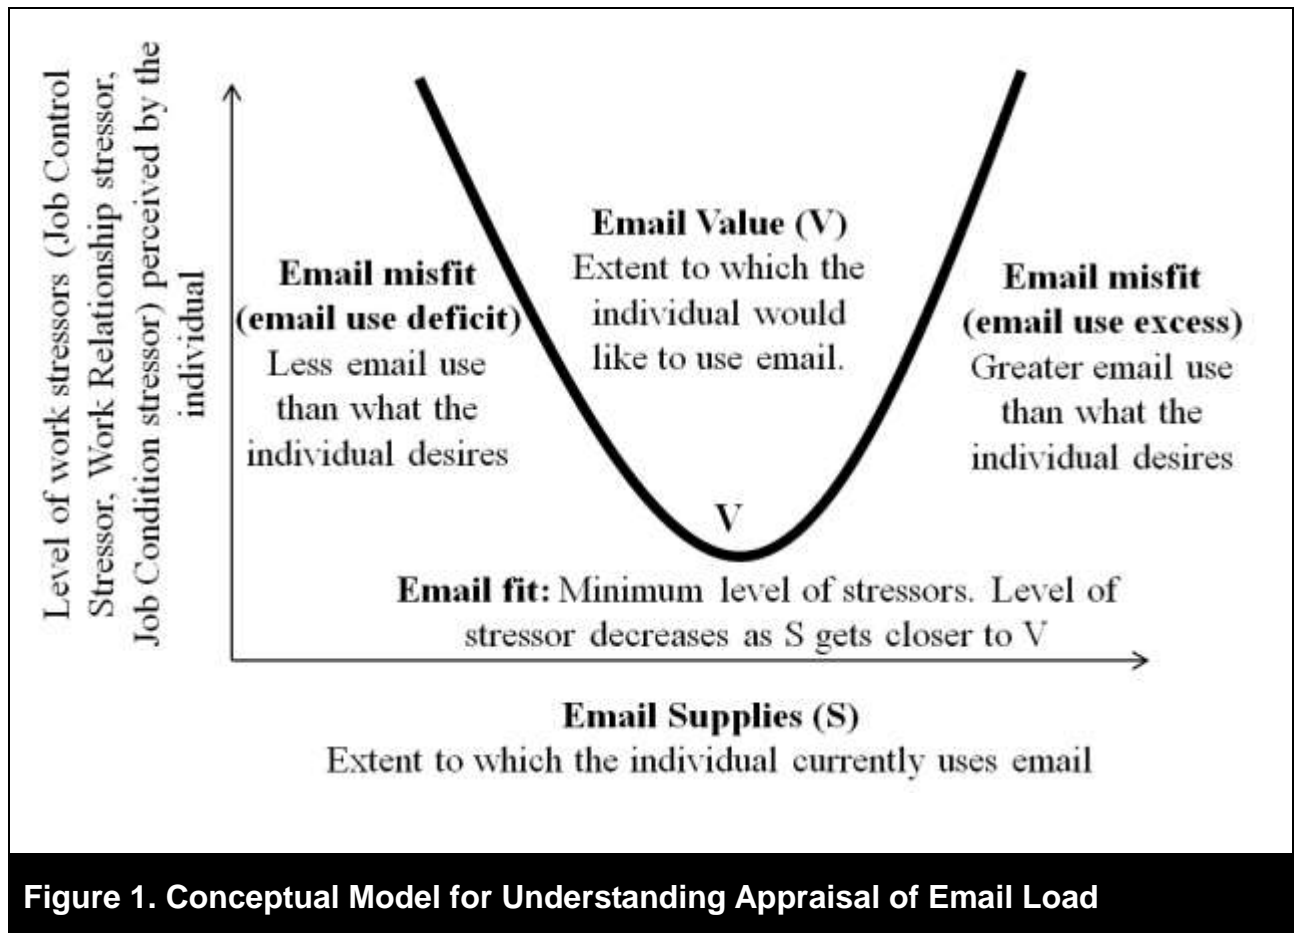 Level of work stressors (Job Control
Stressor, Work Relationship stressor,
Job Condition stressor) perceived by the
individual
Email misfit
(email use deficit)
Less email use
than what the
individual desires
Email Value (V)
Extent to which the
individual would
like to use email.
Email misfit
(email use excess)
Greater email use
than what the
individual desires
V
Email fit: Minimum level of stressors. Level of
stressor decreases as S gets closer to V
Email Supplies (S)
Extent to which the individual currently uses email
Figure 1. Conceptual Model for Understanding Appraisal of Email Load